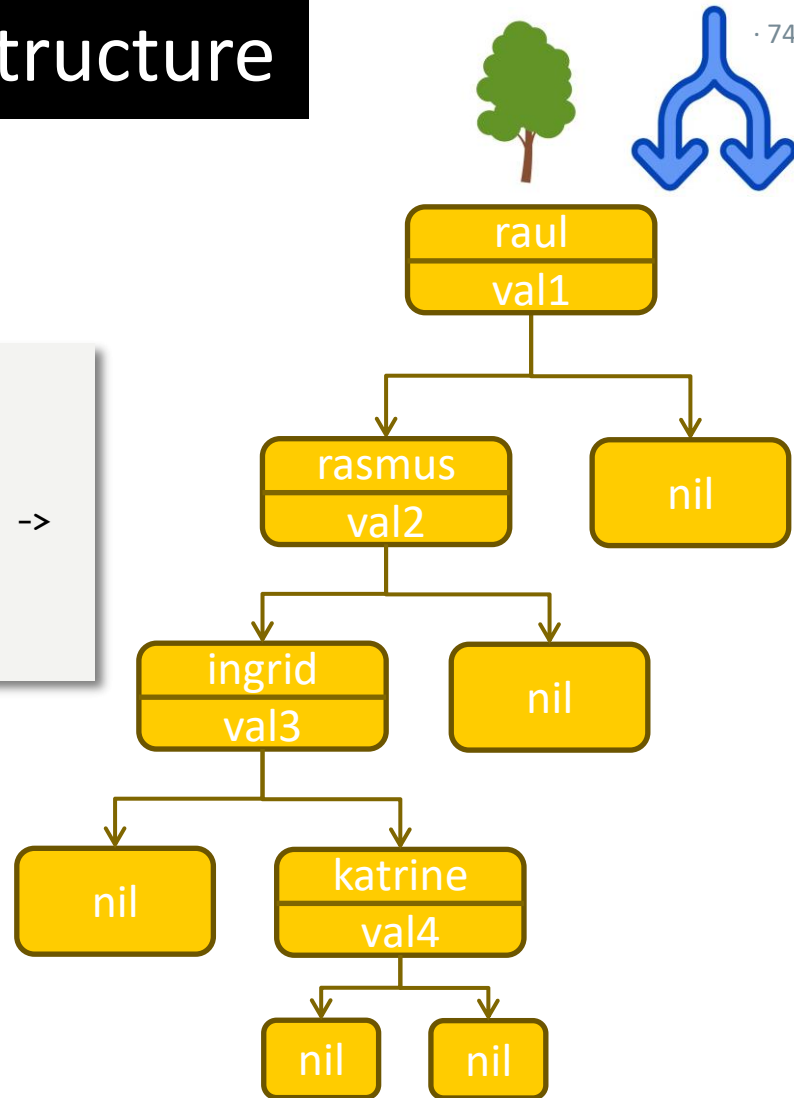 tructure
· 74
raul
val1
->
rasmus
val2
nil
ingrid
val3
nil
nil
katrine
val4
nil
nil